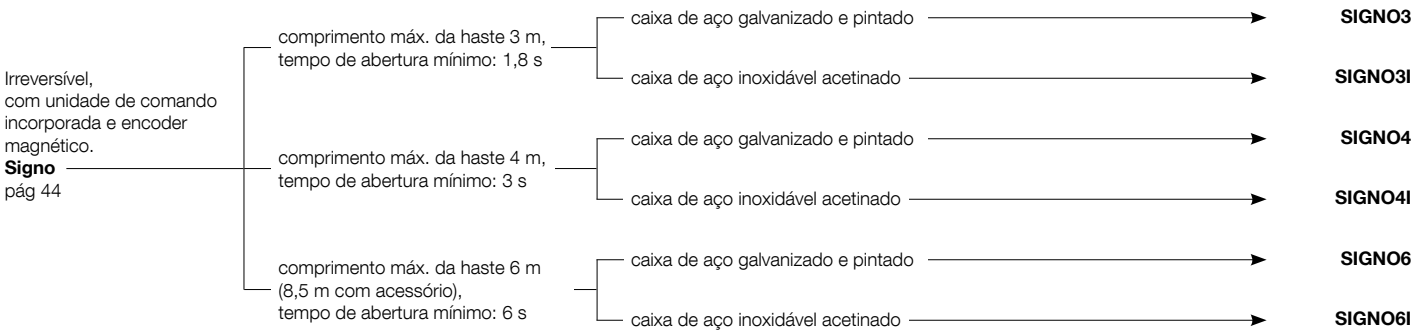 Irreversível,
com unidade de comando
incorporada e encoder
magnético.
Signo
pág 44
comprimento máx. da haste 3 m,
tempo de abertura mínimo: 1,8 s
caixa de aço galvanizado e pintado
SIGNO3
caixa de aço inoxidável acetinado
SIGNO3I
comprimento máx. da haste 4 m,
tempo de abertura mínimo: 3 s
caixa de aço galvanizado e pintado
SIGNO4
caixa de aço inoxidável acetinado
SIGNO4I
comprimento máx. da haste 6 m
(8,5 m com acessório),
tempo de abertura mínimo: 6 s
caixa de aço galvanizado e pintado
SIGNO6
caixa de aço inoxidável acetinado
SIGNO6I